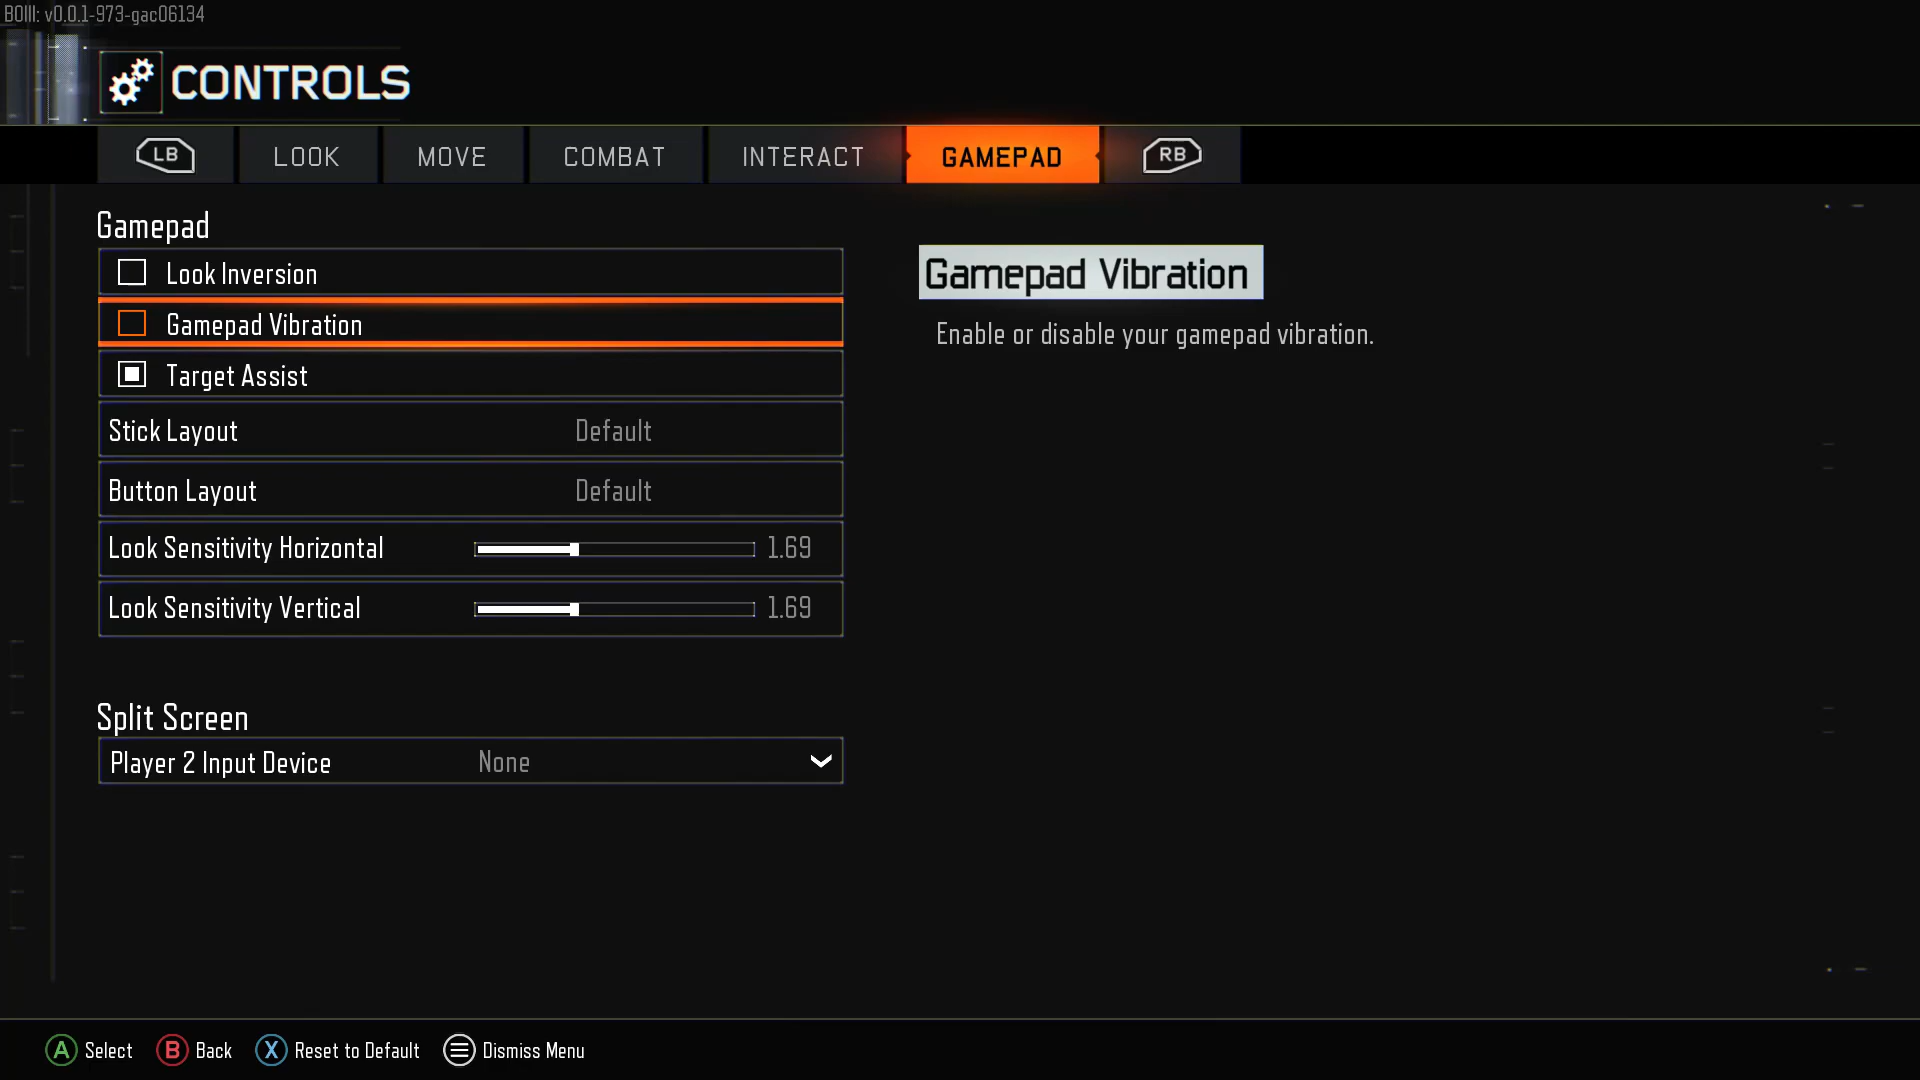 BOIII: v0.0.1-973-gac06134
CONTROLS
LB LOOK MOVE COMBAT INTERACT GAMEPAD RB
Gamepad
Look Inversion
Gamepad Vibration
Target Assist
Stick Layout Default
Button Layout Default
Look Sensitivity Horizontal 1.69
Look Sensitivity Vertical 1.69
Split Screen
Player 2 Input Device None
Gamepad Vibration
Enable or disable your gamepad vibration.
A Select B Back X Reset to Default Dismiss Menu